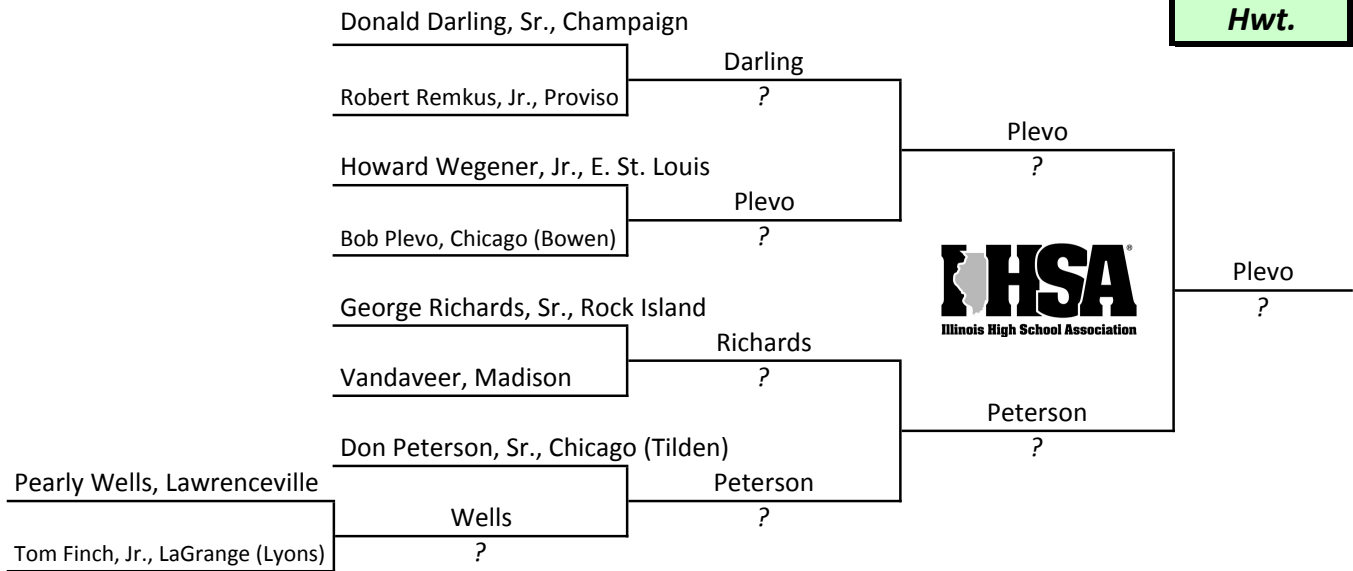 Hwt.
Donald Darling, Sr., Champaign
Darling
?
Robert Remkus, Jr., Proviso
Plevo
?
Howard Wegener, Jr., E. St. Louis
Plevo
?
Bob Plevo, Chicago (Bowen)
IHSA®
Illinois High School Association
Plevo
?
George Richards, Sr., Rock Island
Richards
?
Vandaveer, Madison
Peterson
?
Don Peterson, Sr., Chicago (Tilden)
Peterson
?
Pearly Wells, Lawrenceville
Wells
?
Tom Finch, Jr., LaGrange (Lyons)